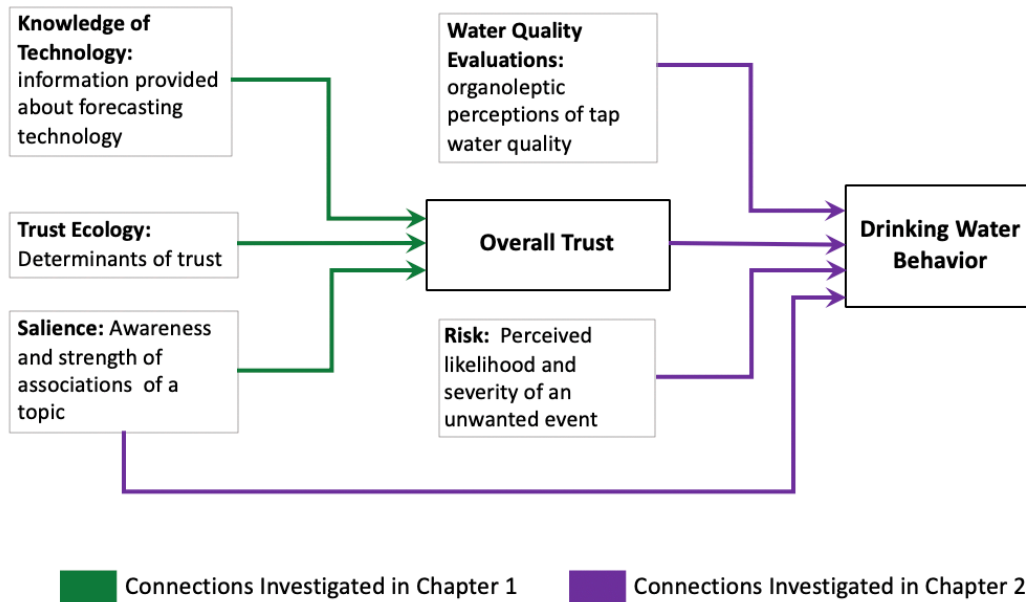 Knowledge of
Technology:
information provided
about forecasting
technology
Water Quality
Evaluations:
organoleptic
perceptions of tap
water quality
Trust Ecology:
Determinants of trust
Overall Trust
Drinking Water
Behavior
Salience: Awareness
and strength of
associations of a
topic
Risk: Perceived
likelihood and
severity of an
unwanted event
Connections Investigated in Chapter 1
Connections Investigated in Chapter 2